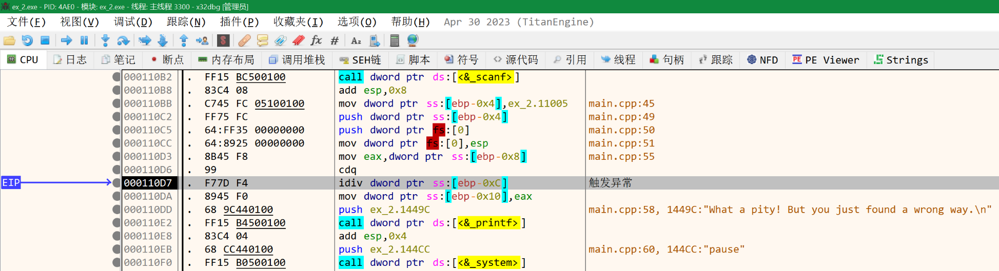 ex_2.exe - PID: 4AE0 - 模块: ex_2.exe - 线程: 主线程 3300 - x32dbg [管理员]
文件(F) 视图(V) 调试(D) 跟踪(N) 插件(P) 收藏夹(I) 选项(O) 帮助(H) Apr 30 2023 (TitanEngine)
CPU 日志 笔记 断点 内存布局 调用堆栈 SEH链 脚本 符号 源代码 引用 线程 句柄 跟踪 NFD PE Viewer Strings
000110B2 . FF15 BC500100 call dword ptr ds:[<&_scanf>]
000110B8 . 83C4 08 add esp,0x8
000110BB . C745 FC 05100100 mov dword ptr ss:[ebp-0x4],ex_2.11005 main.cpp:45
000110C2 . FF75 FC push dword ptr ss:[ebp-0x4] main.cpp:49
000110C5 . 64:FF35 00000000 push dword ptr fs:[0] main.cpp:50
000110CC . 64:8925 00000000 mov dword ptr fs:[0],esp main.cpp:51
000110D3 . 8B45 F8 mov eax,dword ptr ss:[ebp-0x8] main.cpp:55
000110D6 . 99 cdq
EIP 000110D7 . F77D F4 idiv dword ptr ss:[ebp-0xC] 触发异常
000110DA . 8945 F0 mov dword ptr ss:[ebp-0x10],eax
000110DD . 68 9C440100 push ex_2.1449C main.cpp:58, 1449C:"What a pity! But you just found a wrong way.\n"
000110E2 . FF15 B4500100 call dword ptr ds:[<&_printf>]
000110E8 . 83C4 04 add esp,0x4
000110EB . 68 CC440100 push ex_2.144CC main.cpp:60, 144CC:"pause"
000110F0 . FF15 B0500100 call dword ptr ds:[<&_system>]